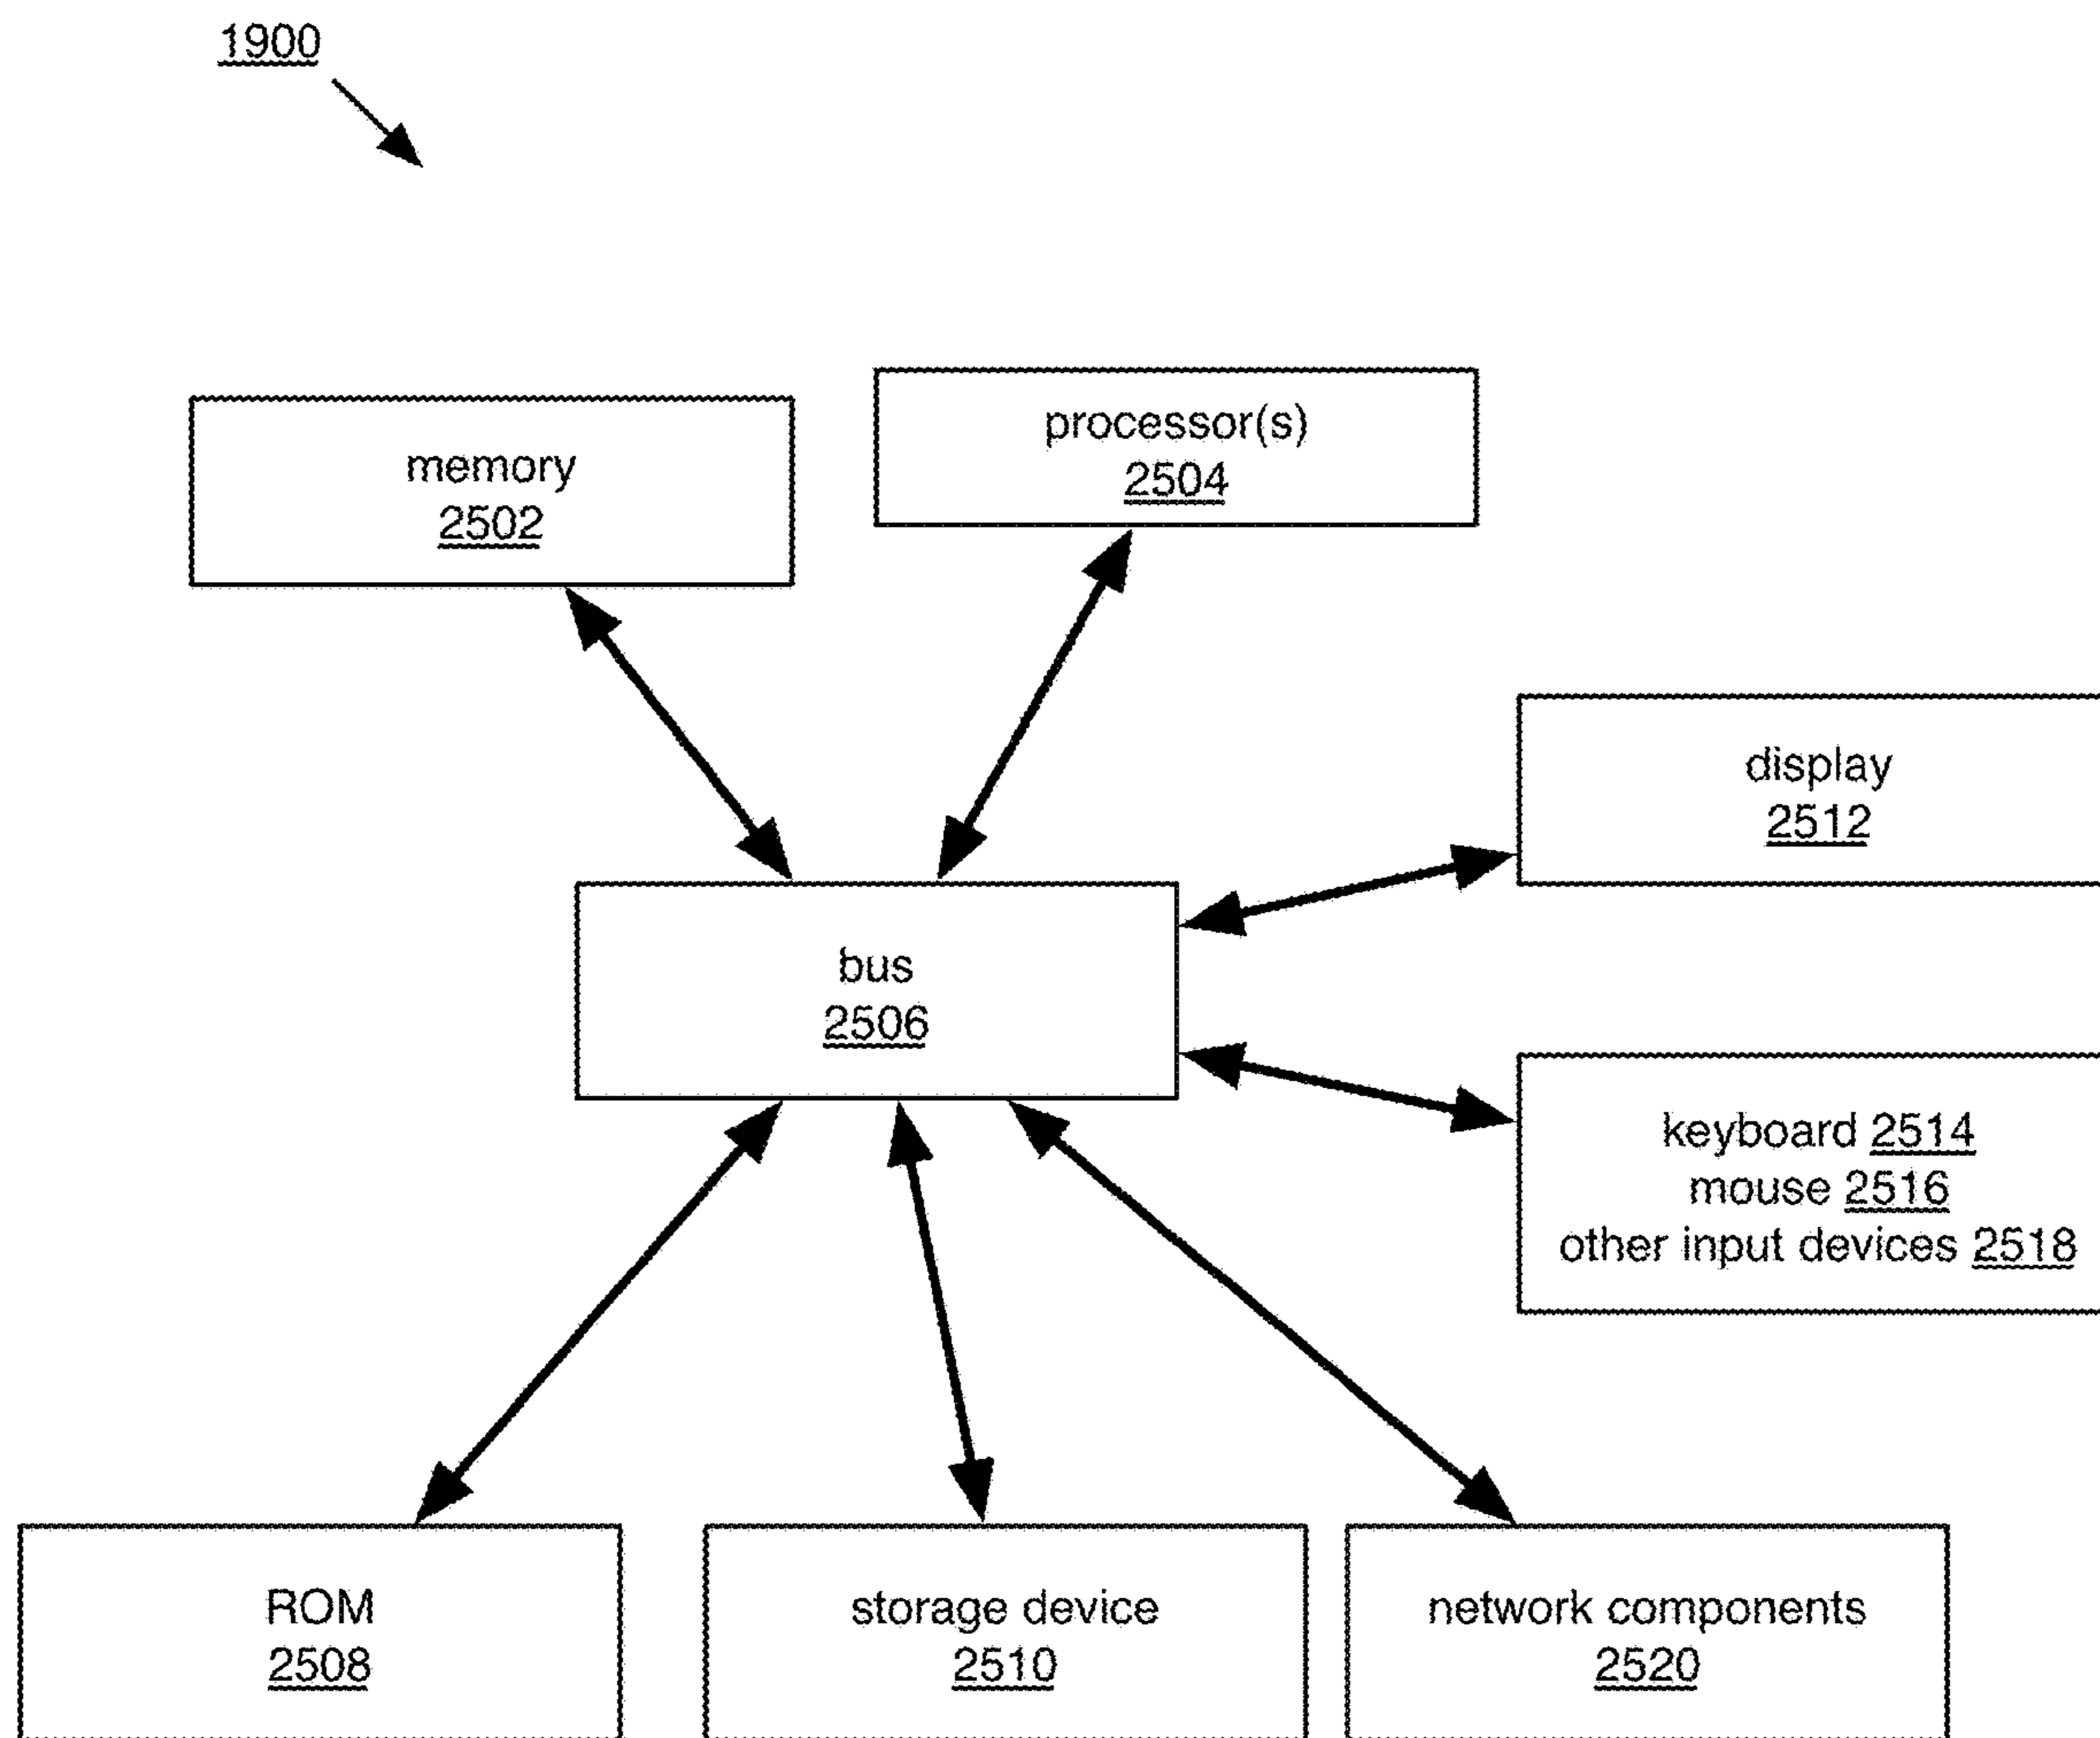 1900
memory
2502
processor(s)
2504
display
2512
bus
2506
keyboard 2514
mouse 2516
other input devices 2518
ROM
2508
storage device
2510
network components
2520